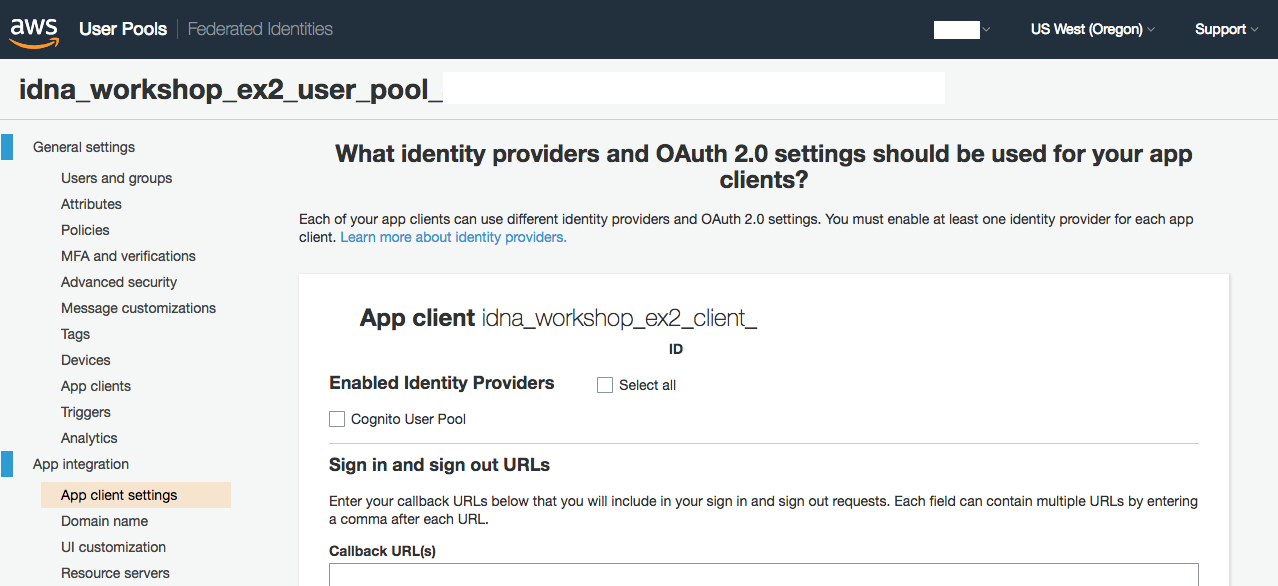 aws User Pools Federated Identities US West (Oregon) Support
idna_workshop_ex2_user_pool_
General settings
Users and groups
Attributes
Policies
MFA and verifications
Advanced security
Message customizations
Tags
Devices
App clients
Triggers
Analytics
App integration
App client settings
Domain name
UI customization
Resource servers
What identity providers and OAuth 2.0 settings should be used for your app
clients?
Each of your app clients can use different identity providers and OAuth 2.0 settings. You must enable at least one identity provider for each app
client. Learn more about identity providers.
App client idna_workshop_ex2_client_
ID
Enabled Identity Providers Select all
Cognito User Pool
Sign in and sign out URLs
Enter your callback URLs below that you will include in your sign in and sign out requests. Each field can contain multiple URLs by entering
a comma after each URL.
Callback URL(s)